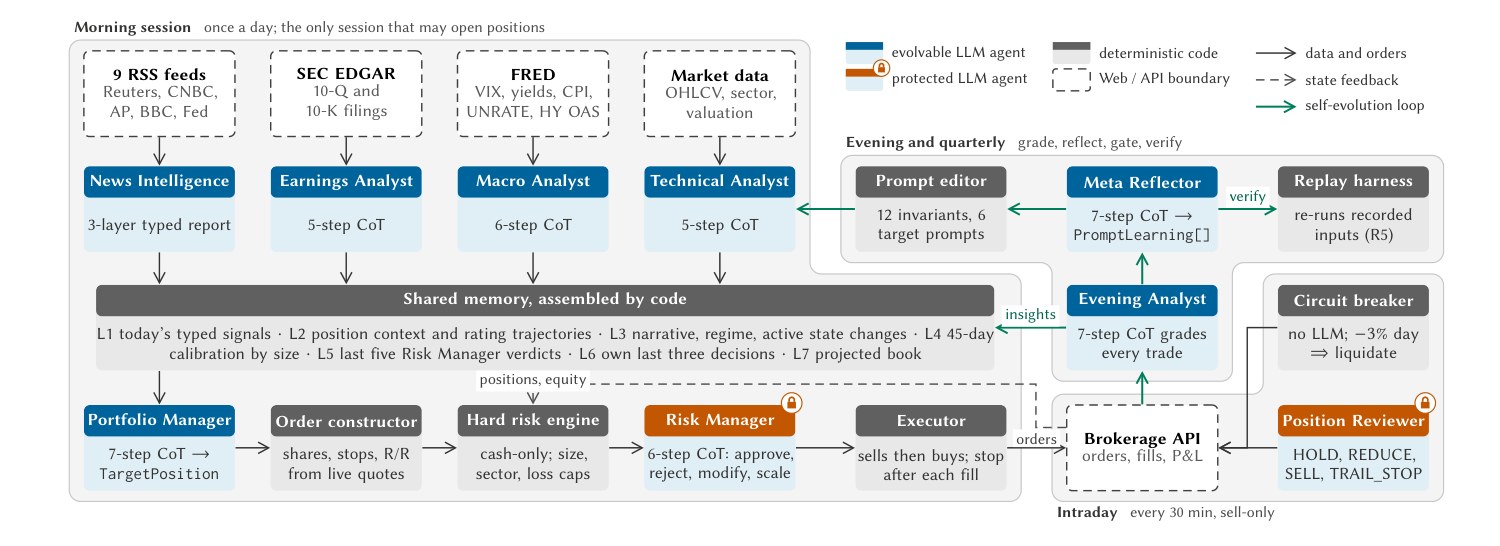 Morning session once a day; the only session that may open positions
9 RSS feeds
Reuters, CNBC,
AP, BBC, Fed
SEC EDGAR
10-Q and
10-K filings
FRED
VIX, yields, CPI,
UNRATE, HY OAS
Market data
OHLCV, sector,
valuation
evolvable LLM agent
protected LLM agent
deterministic code
Web / API boundary
data and orders
state feedback
self-evolution loop
News Intelligence
3-layer typed report
Earnings Analyst
5-step CoT
Macro Analyst
6-step CoT
Technical Analyst
5-step CoT
Evening and quarterly grade, reflect, gate, verify
Prompt editor
12 invariants, 6
target prompts
Meta Reflector
7-step CoT →
PromptLearning[]
verify
Replay harness
re-runs recorded
inputs (R5)
Shared memory, assembled by code
L1 today's typed signals · L2 position context and rating trajectories · L3 narrative, regime, active state changes · L4 45-day
calibration by size · L5 last five Risk Manager verdicts · L6 own last three decisions · L7 projected book
insights
Evening Analyst
7-step CoT grades
every trade
Circuit breaker
no LLM; −3% day
⇒ liquidate
positions, equity
Portfolio Manager
7-step CoT →
TargetPosition
Order constructor
shares, stops, R/R
from live quotes
Hard risk engine
cash-only; size,
sector, loss caps
Risk Manager
6-step CoT: approve,
reject, modify, scale
Executor
sells then buys; stop
after each fill
orders
Brokerage API
orders, fills, P&L
Position Reviewer
HOLD, REDUCE,
SELL, TRAIL_STOP
Intraday every 30 min, sell-only